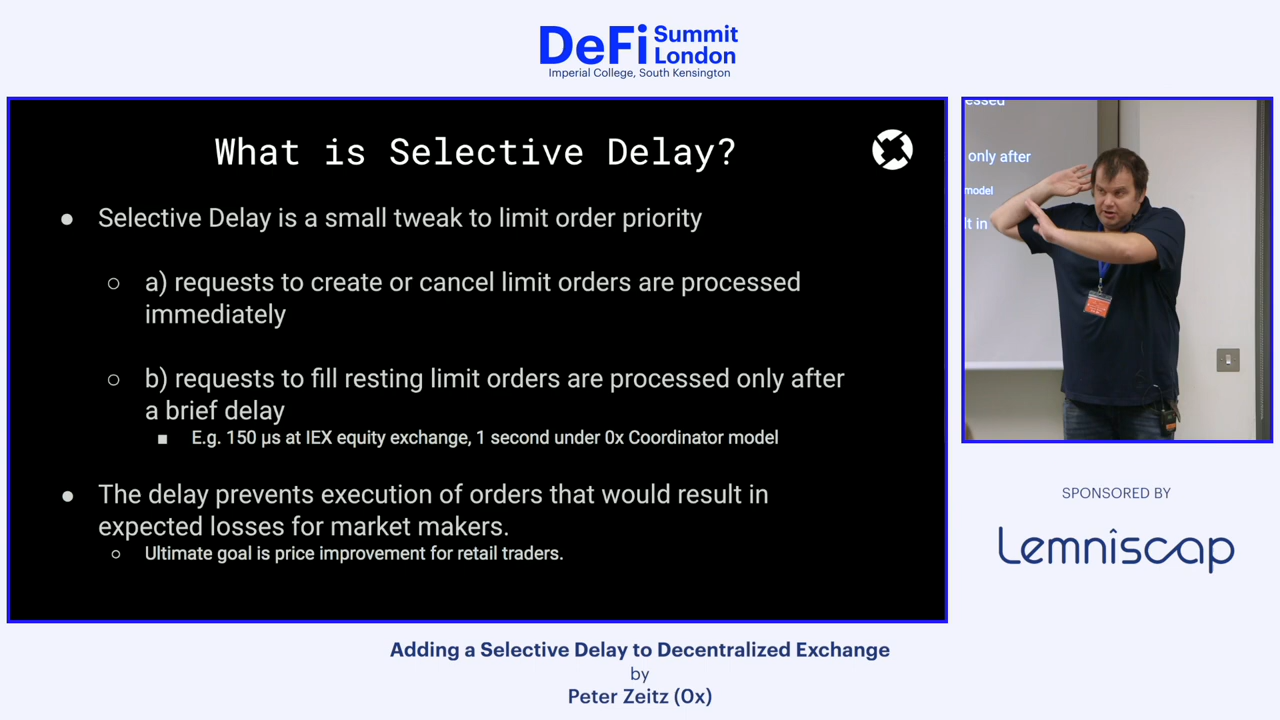 DeFi Summit
London
Imperial College, South Kensington
What is Selective Delay?
● Selective Delay is a small tweak to limit order priority
○ a) requests to create or cancel limit orders are processed
immediately
○ b) requests to fill resting limit orders are processed only after
a brief delay
■ E.g. 150 μs at IEX equity exchange, 1 second under 0x Coordinator model
● The delay prevents execution of orders that would result in
expected losses for market makers.
○ Ultimate goal is price improvement for retail traders.
essed
only after
model
lt in
SPONSORED BY
Lemniscap
Adding a Selective Delay to Decentralized Exchange
by
Peter Zeitz (0x)